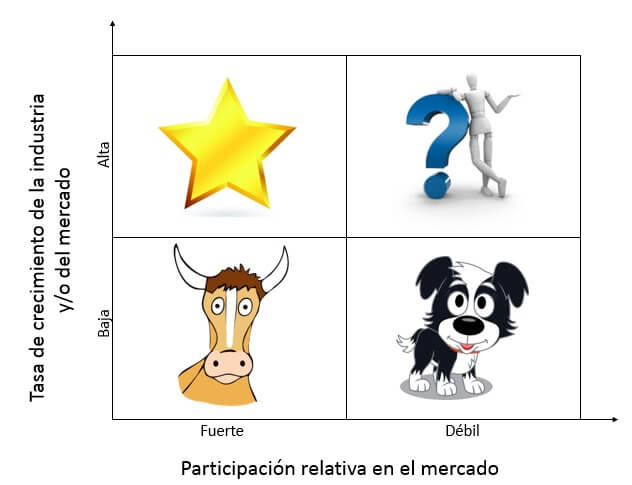 Tasa de crecimiento de la industria
y/o del mercado
Alta
?
Baja
Fuerte
Débil
Participación relativa en el mercado